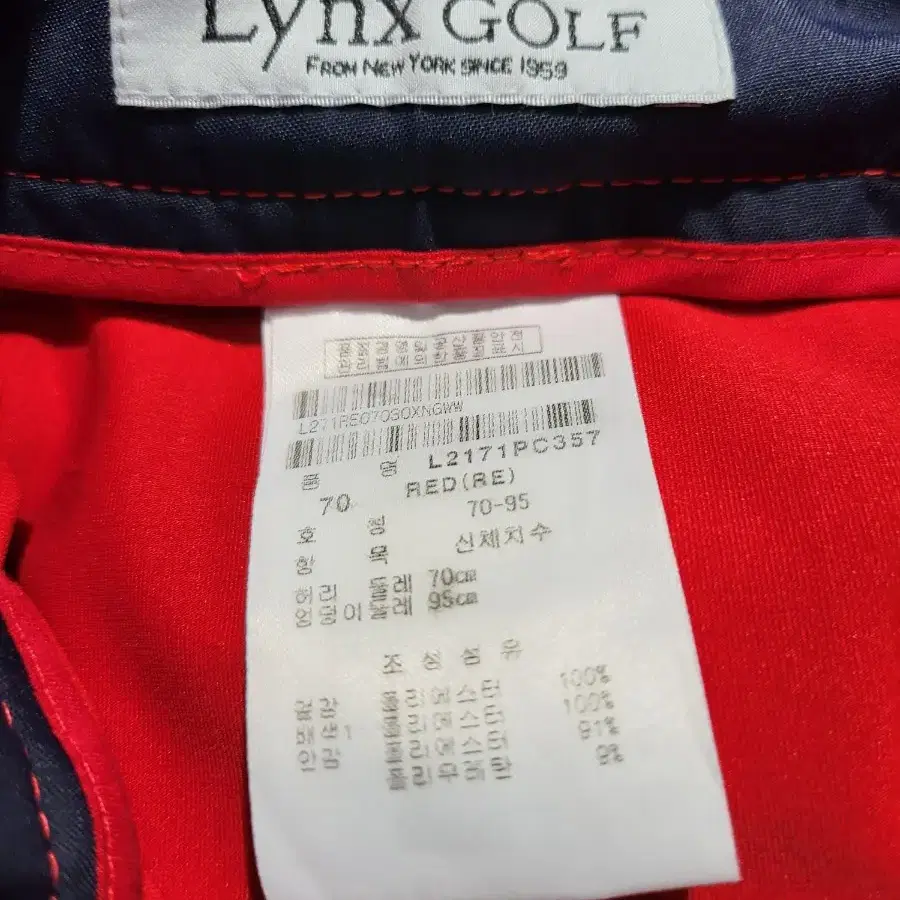 Lynx GOLF
FROM NEW YORK SINCE 1959
L271RE070SOXNGWW
품 명 L2171PC357
70 RED(RE)
호 칭 70-95
항 목 신체치수
허리 둘레 70cm
엉덩이둘레 95cm
조 성 섬 유
겉감 폴리에스터 100%
배색1 폴리에스터 100%
안감 폴리에스터 91%
폴리우레탄 9%